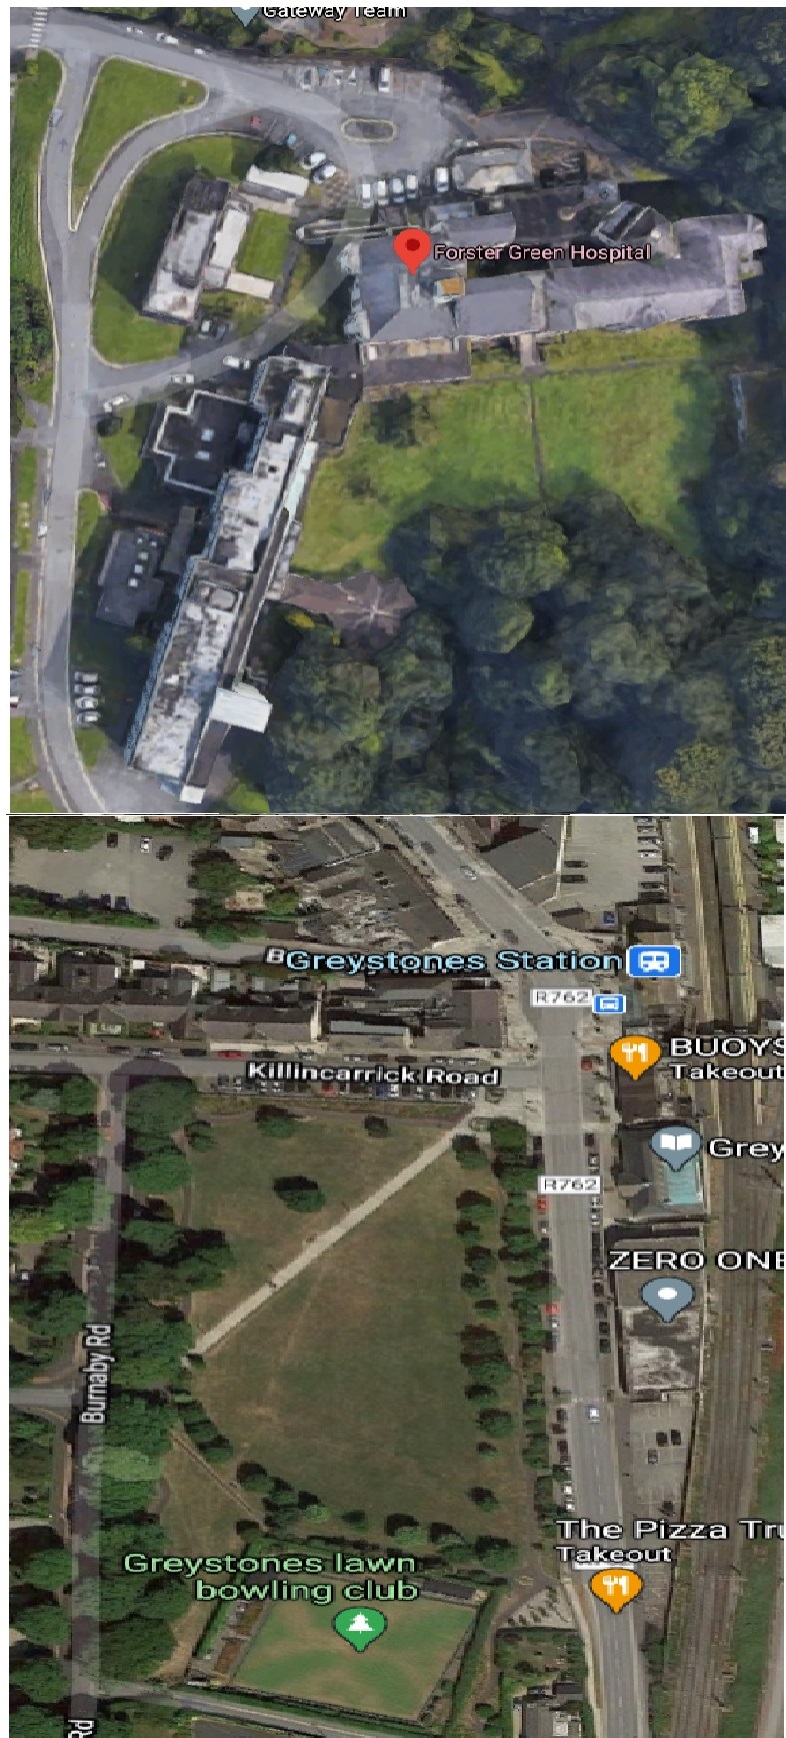 Gateway Team
Forster Green Hospital
Greystones Station
R762
BUOYS
Takeout
Killincarrick Road
Grey
R762
ZERO ONE
Burnaby Rd
The Pizza Tru
Takeout
Greystones lawn
bowling club
Rd